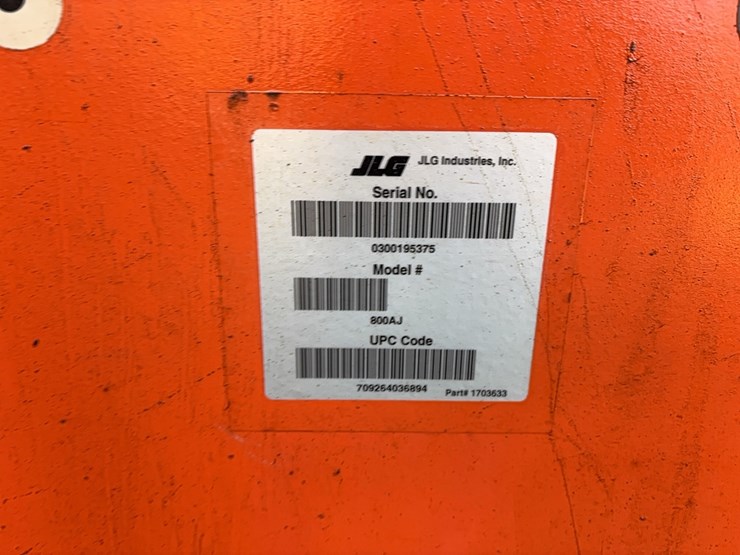 JLG JLG Industries, Inc.
Serial No.
0300195375
Model #
800AJ
UPC Code
709264036894 Part# 1703633